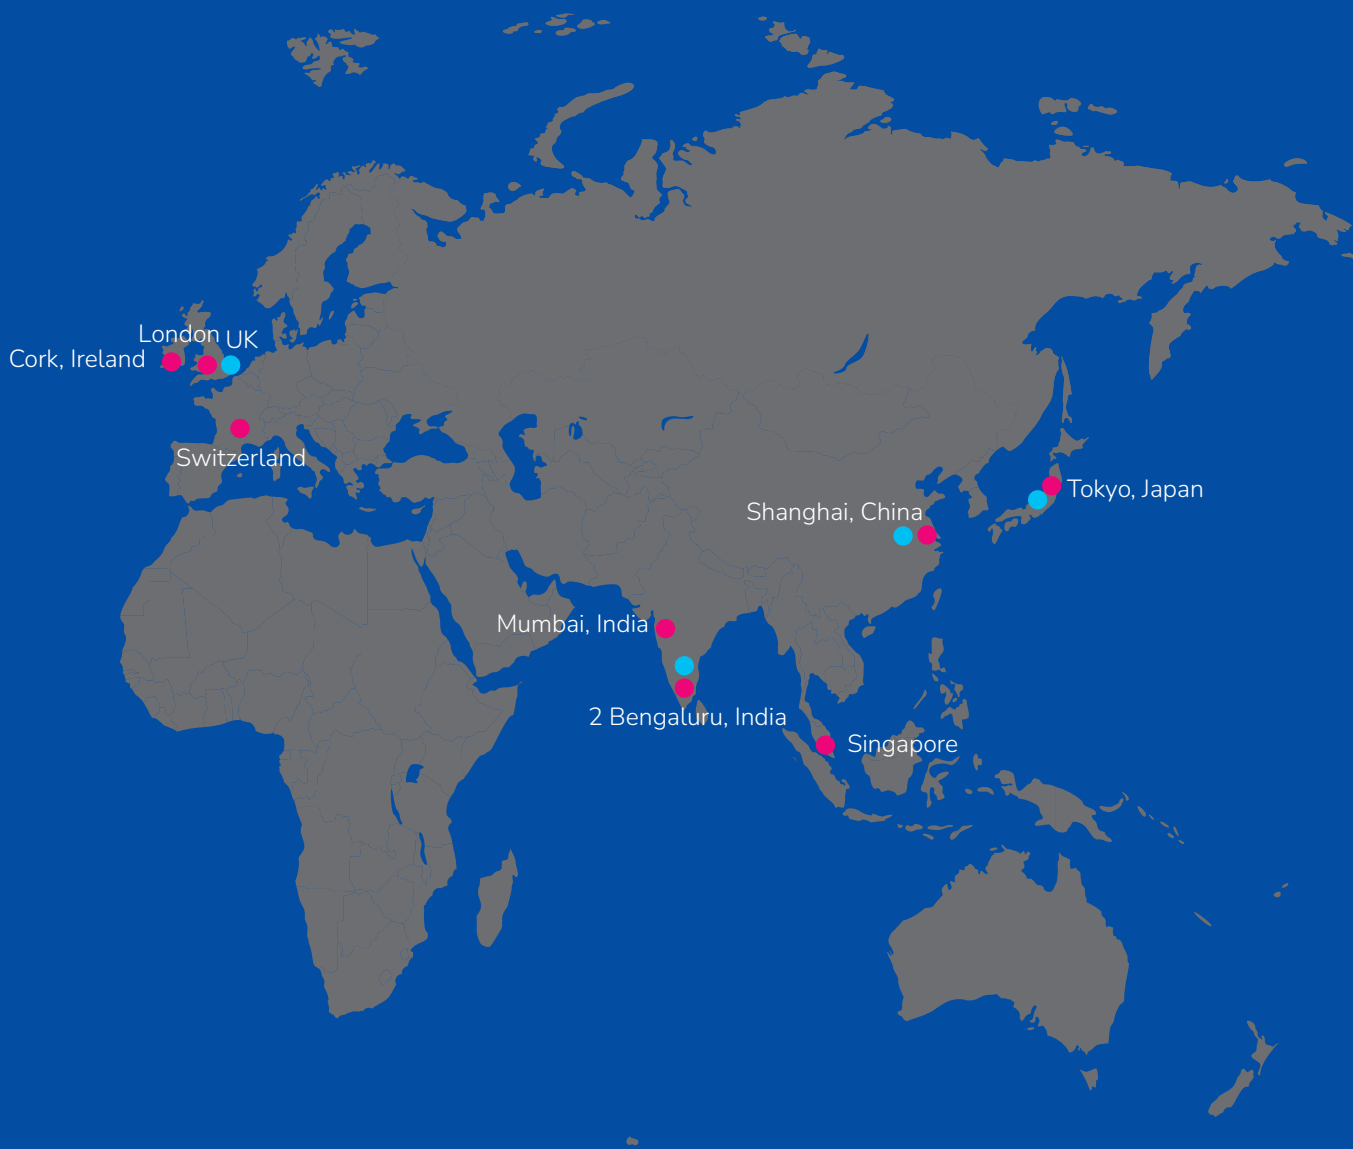 London
UK
Cork, Ireland
Switzerland
Tokyo, Japan
Shanghai, China
Mumbai, India
2 Bengaluru, India
Singapore